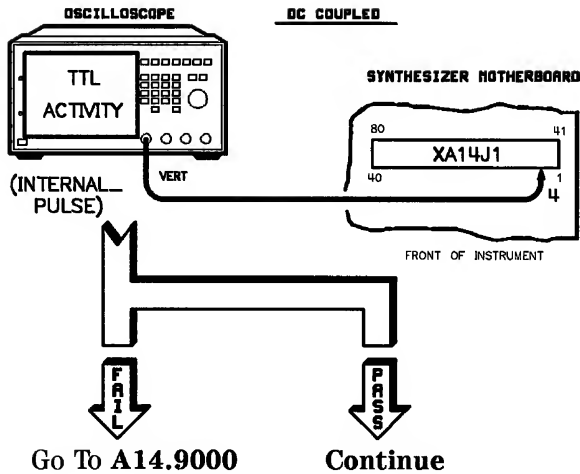 OSCILLOSCOPE
DC COUPLED
TTL
ACTIVITY
SYNTHESIZER MOTHERBOARD
80
41
XA14J1
40
1
4
(INTERNAL_
PULSE)
VERT
FRONT OF INSTRUMENT
FAIL
PASS
Go To A14.9000
Continue